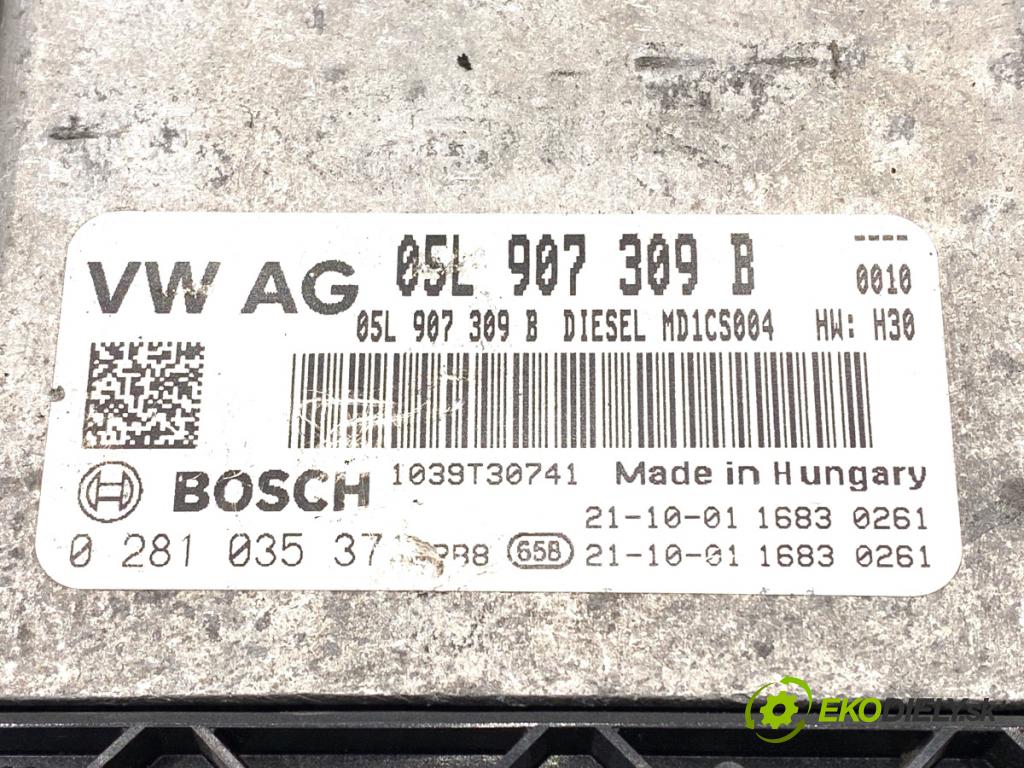 VW AG 05L 907 309 B ----
0010
05L 907 309 B DIESEL MD1CS004 HW: H30
BOSCH 1039T30741 Made in Hungary
21-10-01 1683 0261
0 281 035 37 65B 21-10-01 1683 0261
EKODIELY.sk